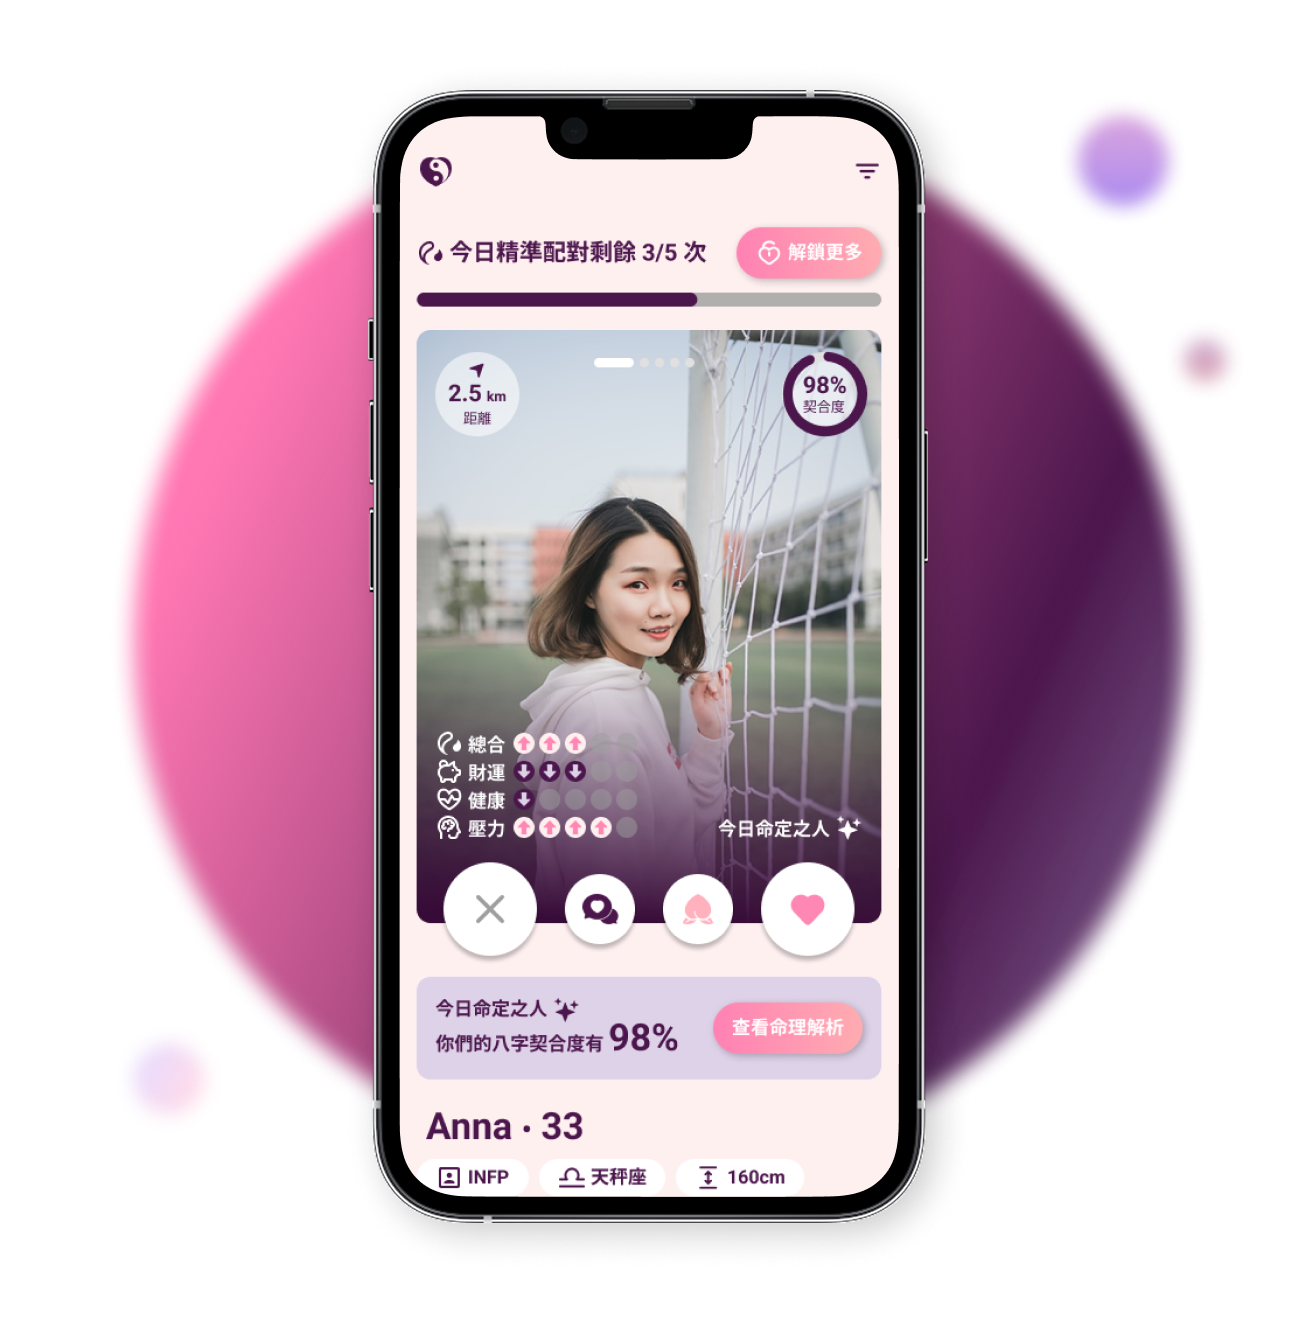 今日精準配對剩餘 3/5 次
解鎖更多
2.5 km
距離
98%
契合度
總合
財運
健康
壓力
今日命定之人
今日命定之人
你們的八字契合度有 98%
查看命理解析
Anna · 33
INFP
天秤座
160cm